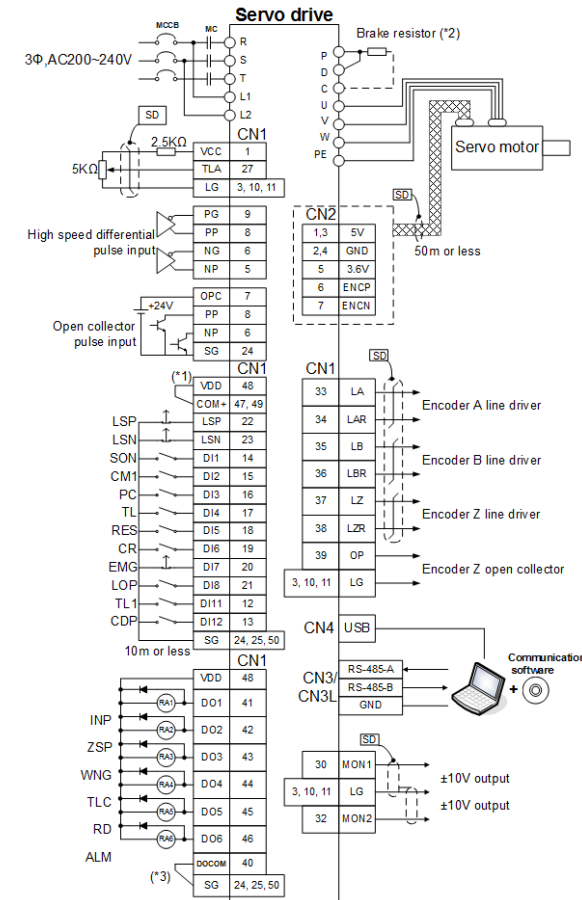 Servo drive
MCCB
MC
3Φ,AC200~240V
R
S
T
L1
L2
P
D
C
U
V
W
PE
Brake resistor (*2)
Servo motor
SD
50m or less
SD
2.5KΩ
5KΩ
CN1
VCC 1
TLA 27
LG 3, 10, 11
High speed differential
pulse input
PG 9
PP 8
NG 6
NP 5
+24V
Open collector
pulse input
OPC 7
PP 8
NP 6
SG 24
CN2
1,3 5V
2,4 GND
5 3.6V
6 ENCP
7 ENCN
CN1
(*1)
VDD 48
COM+ 47, 49
LSP LSP 22
LSN LSN 23
SON DI1 14
CM1 DI2 15
PC DI3 16
TL DI4 17
RES DI5 18
CR DI6 19
EMG DI7 20
LOP DI8 21
TL1 DI11 12
CDP DI12 13
SG 24, 25, 50
10m or less
CN1
SD
33 LA
34 LAR
Encoder A line driver
35 LB
36 LBR
Encoder B line driver
37 LZ
38 LZR
Encoder Z line driver
39 OP
3, 10, 11 LG
Encoder Z open collector
CN4 USB
CN3/
CN3L
RS-485-A
RS-485-B
GND
Communication
software
+
CN1
VDD 48
RA1 DO1 41
INP
RA2 DO2 42
ZSP
RA3 DO3 43
WNG
RA4 DO4 44
TLC
RA5 DO5 45
RD
RA6 DO6 46
ALM
DOCOM 40
(*3)
SG 24, 25, 50
SD
30 MON1
3, 10, 11 LG
32 MON2
±10V output
±10V output